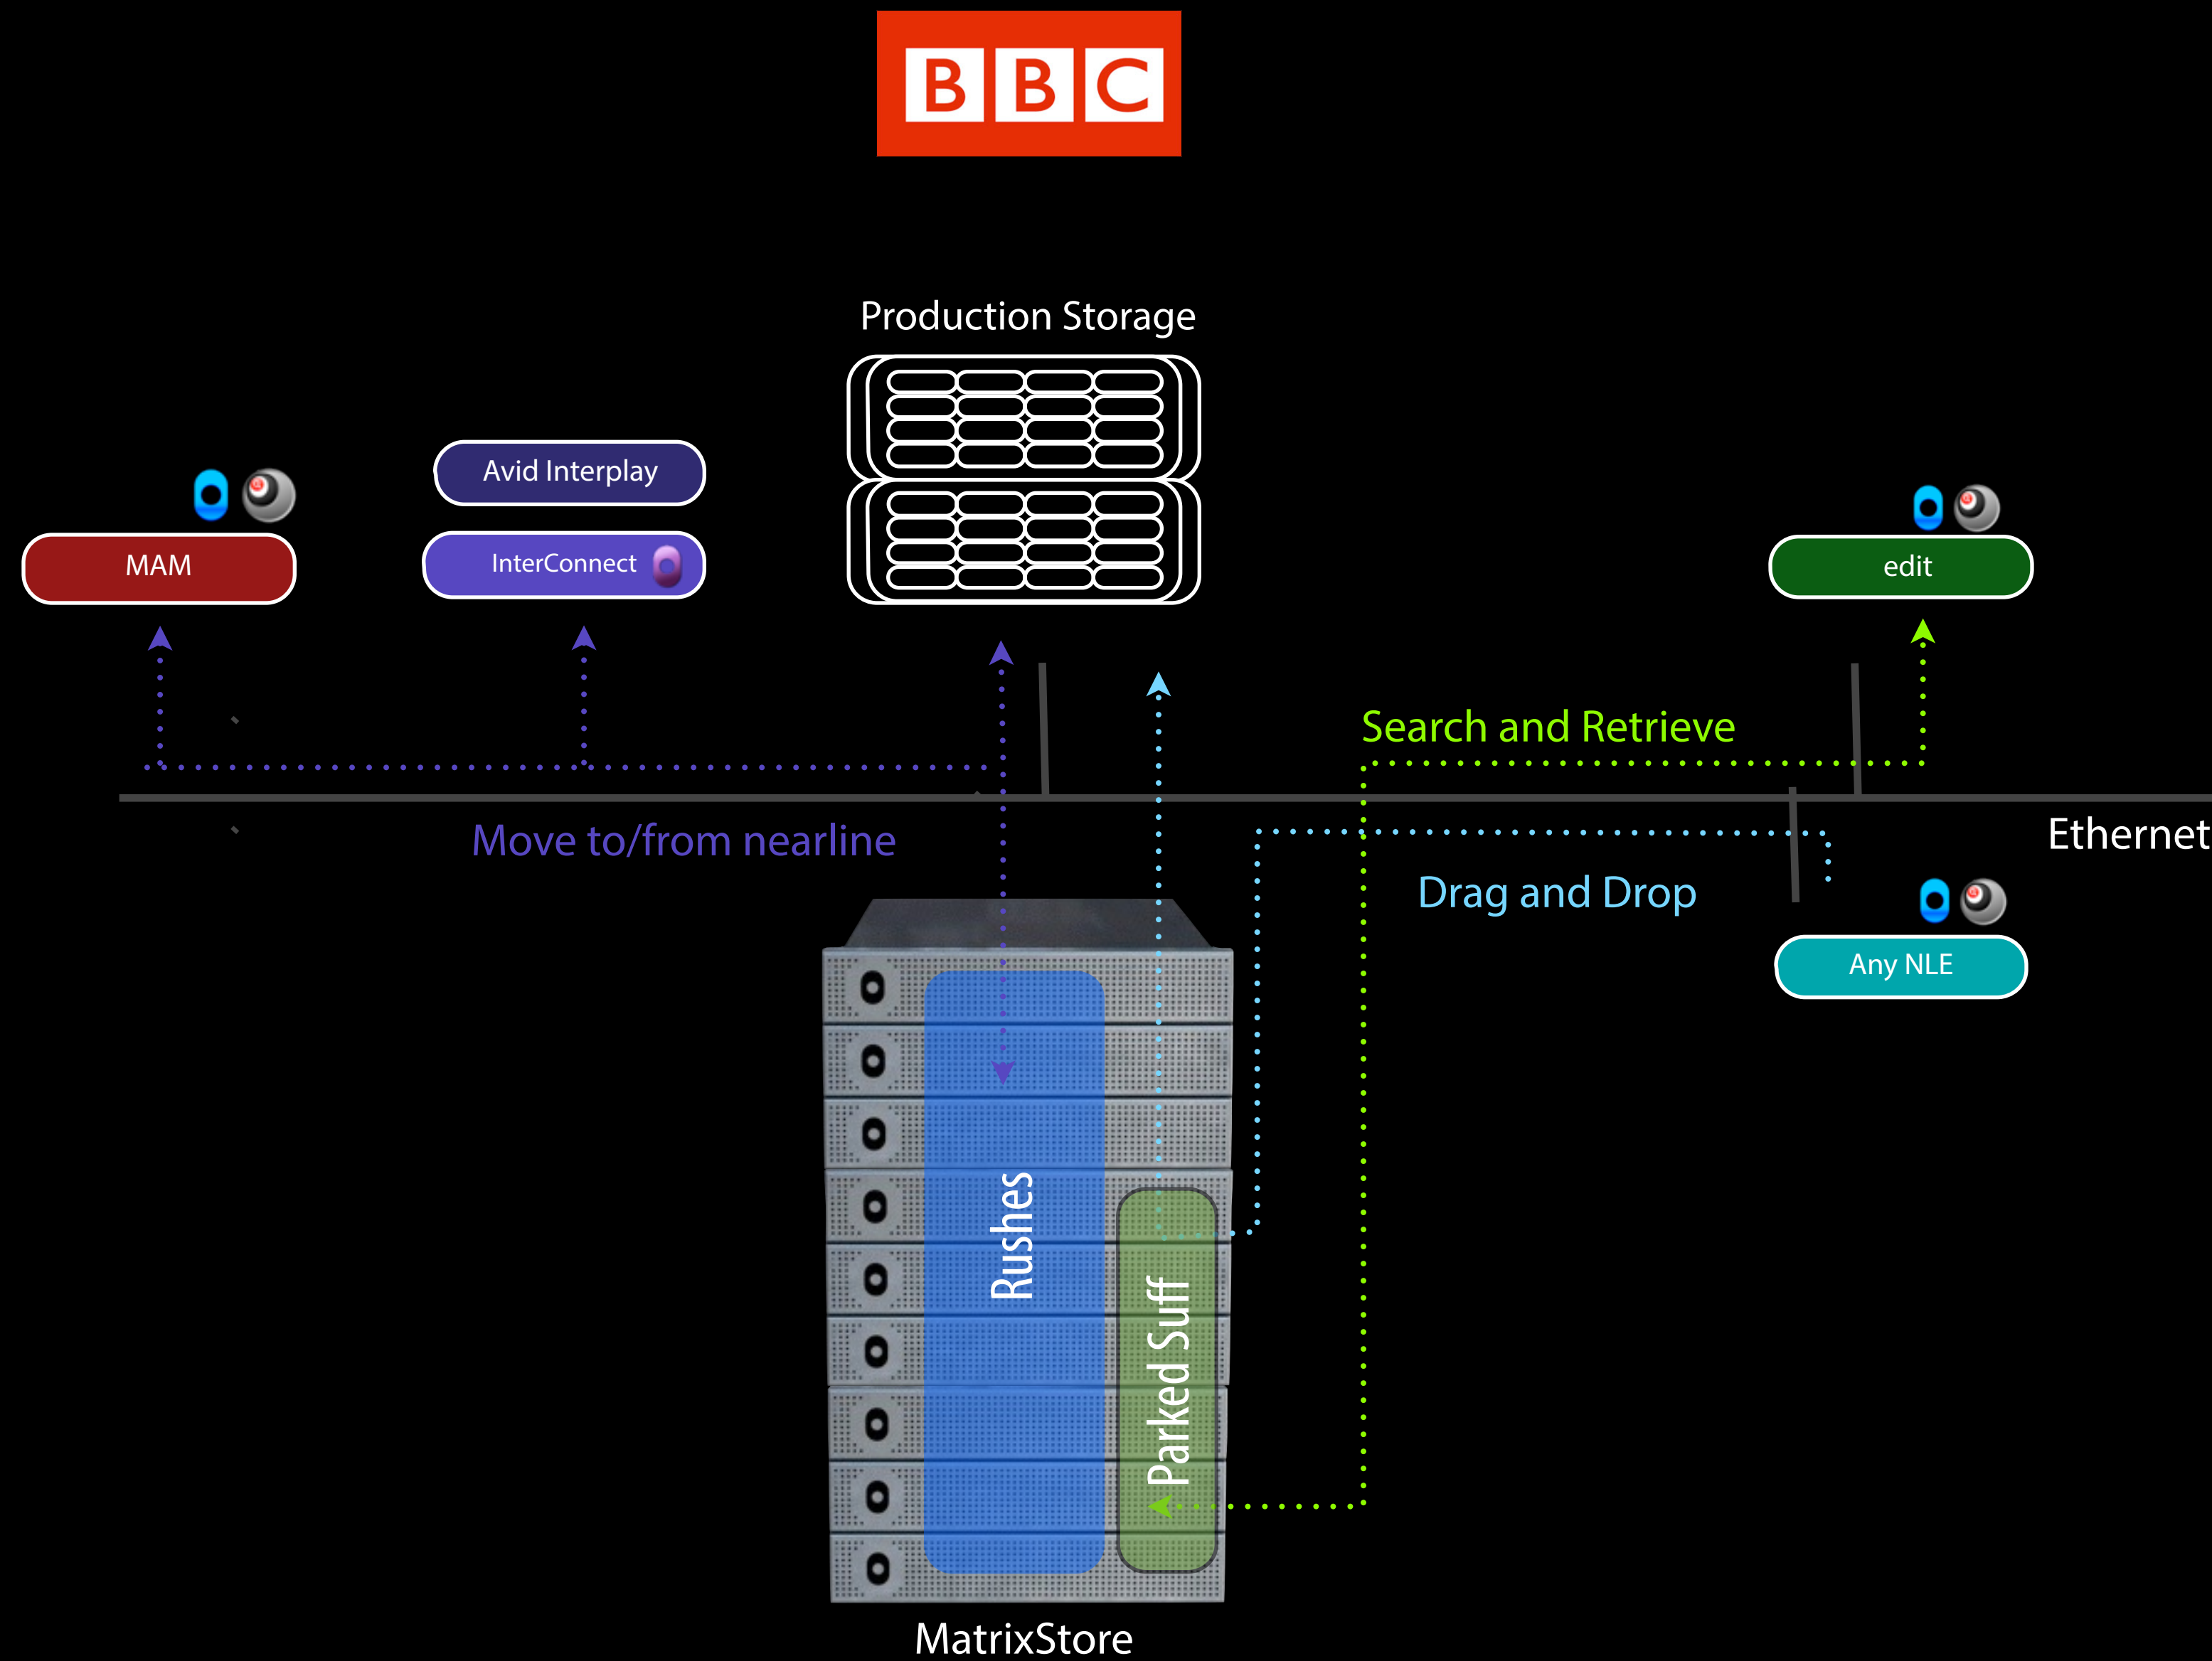 BBC
Production Storage
Avid Interplay
MAM
InterConnect
edit
Search and Retrieve
Move to/from nearline
Ethernet
Drag and Drop
Any NLE
Rushes
Parked Suff
MatrixStore